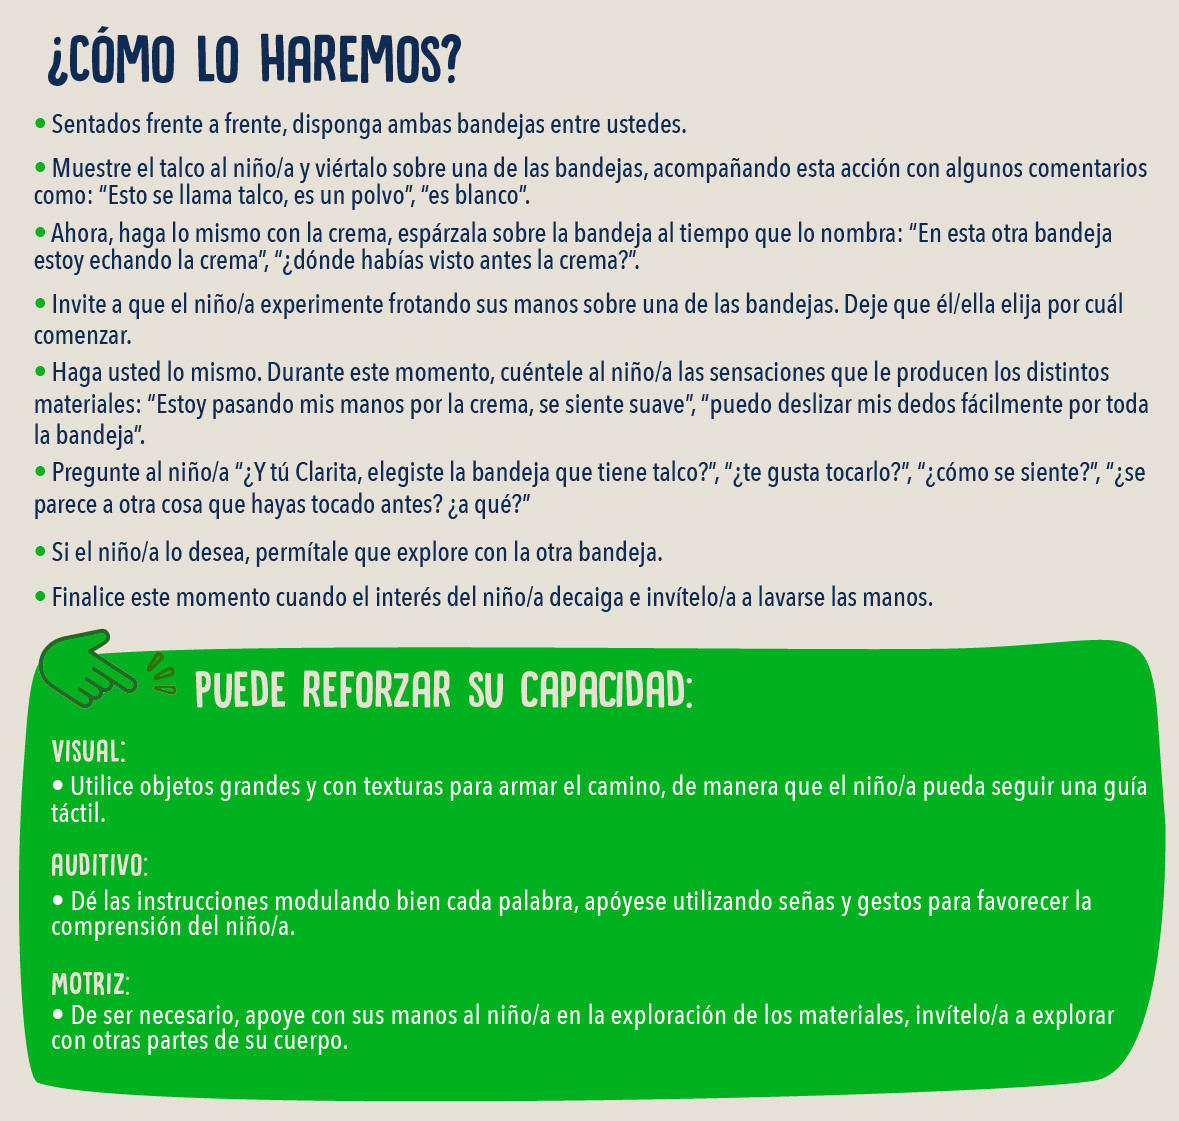 ¿CÓMO LO HAREMOS?
• Sentados frente a frente, disponga ambas bandejas entre ustedes.
• Muestre el talco al niño/a y viértalo sobre una de las bandejas, acompañando esta acción con algunos comentarios
como: “Esto se llama talco, es un polvo”, “es blanco”.
• Ahora, haga lo mismo con la crema, espárzala sobre la bandeja al tiempo que lo nombra: “En esta otra bandeja
estoy echando la crema”, “¿dónde habías visto antes la crema?”.
• Invite a que el niño/a experimente frotando sus manos sobre una de las bandejas. Deje que él/ella elija por cuál
comenzar.
• Haga usted lo mismo. Durante este momento, cuéntele al niño/a las sensaciones que le producen los distintos
materiales: “Estoy pasando mis manos por la crema, se siente suave”, “puedo deslizar mis dedos fácilmente por toda
la bandeja”.
• Pregunte al niño/a “¿Y tú Clarita, elegiste la bandeja que tiene talco?”, “¿te gusta tocarlo?”, “¿cómo se siente?”, “¿se
parece a otra cosa que hayas tocado antes? ¿a qué?”
• Si el niño/a lo desea, permítale que explore con la otra bandeja.
• Finalice este momento cuando el interés del niño/a decaiga e invítelo/a a lavarse las manos.
PUEDE REFORZAR SU CAPACIDAD:
VISUAL:
• Utilice objetos grandes y con texturas para armar el camino, de manera que el niño/a pueda seguir una guía
táctil.
AUDITIVO:
• Dé las instrucciones modulando bien cada palabra, apóyese utilizando señas y gestos para favorecer la
comprensión del niño/a.
MOTRIZ:
• De ser necesario, apoye con sus manos al niño/a en la exploración de los materiales, invítelo/a a explorar
con otras partes de su cuerpo.